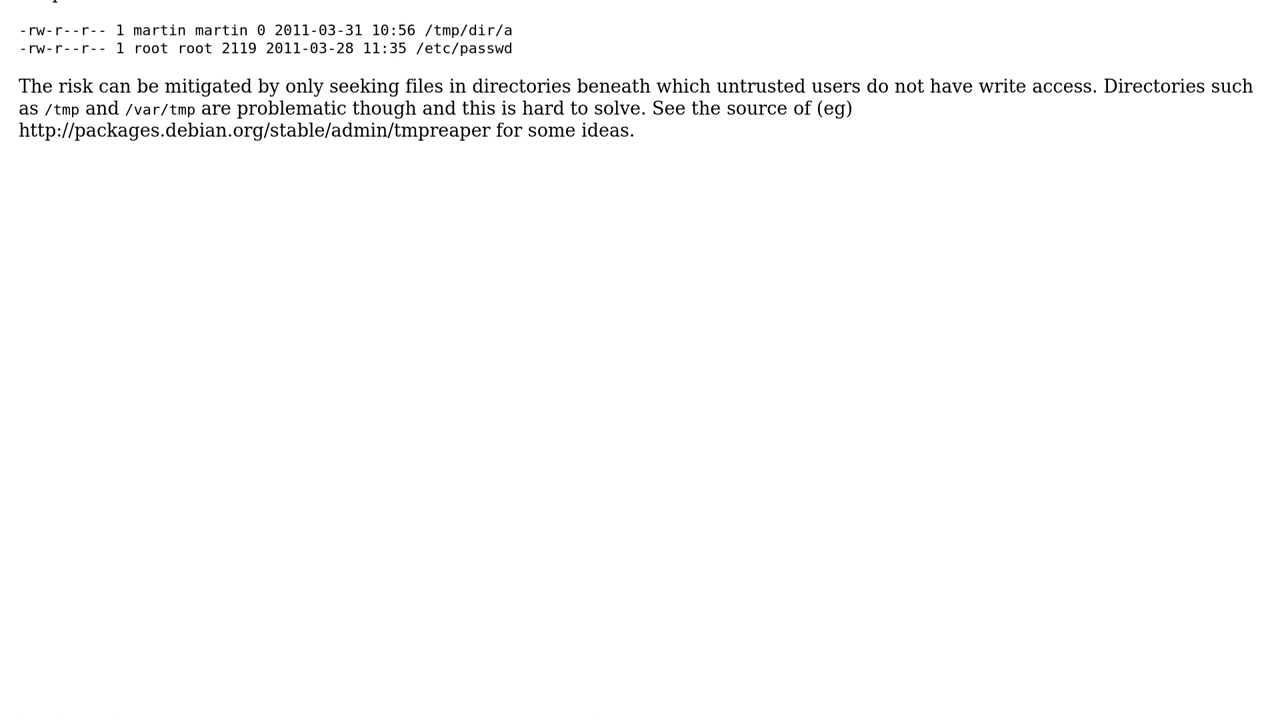 -rw-r--r-- 1 martin martin 0 2011-03-31 10:56 /tmp/dir/a
-rw-r--r-- 1 root root 2119 2011-03-28 11:35 /etc/passwd
The risk can be mitigated by only seeking files in directories beneath which untrusted users do not have write access. Directories such
as /tmp and /var/tmp are problematic though and this is hard to solve. See the source of (eg)
http://packages.debian.org/stable/admin/tmpreaper for some ideas.